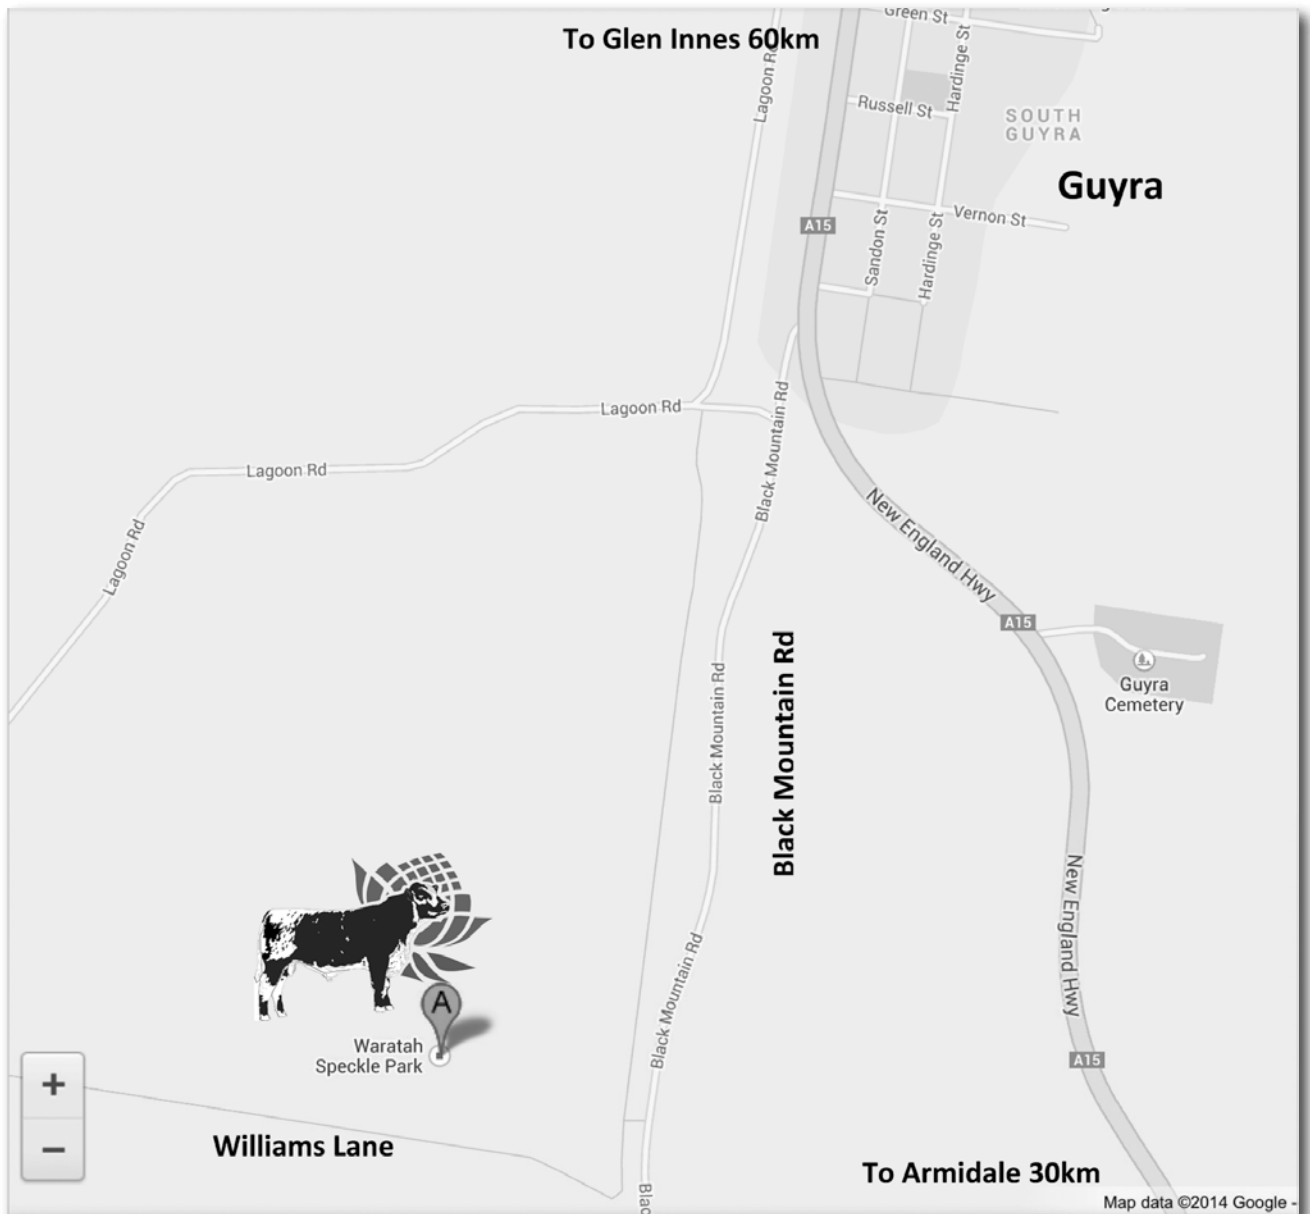 Green St
To Glen Innes 60km
Lagoon Rd
Hardinge St
Russell St
SOUTH
GUYRA
Guyra
Vernon St
A15
Sandon St
Hardinge St
Lagoon Rd
Black Mountain Rd
Lagoon Rd
Lagoon Rd
New England Hwy
A15
Black Mountain Rd
Black Mountain Rd
Guyra
Cemetery
New England Hwy
Black Mountain Rd
A
Waratah
Speckle Park
A15
+
−
Williams Lane
To Armidale 30km
Blac
Map data ©2014 Google -